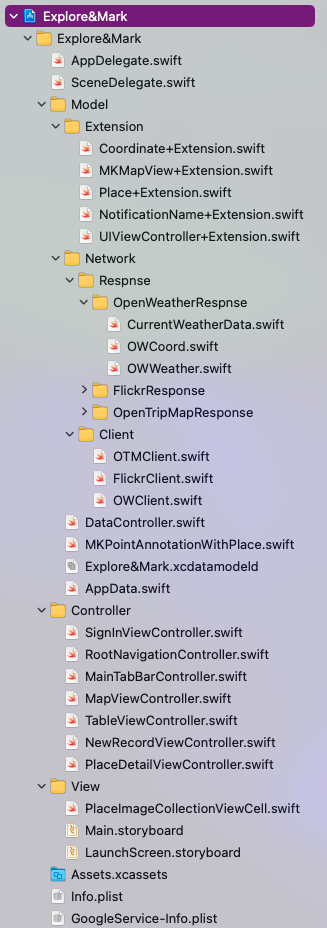 Explore&Mark
Explore&Mark
AppDelegate.swift
SceneDelegate.swift
Model
Extension
Coordinate+Extension.swift
MKMapView+Extension.swift
Place+Extension.swift
NotificationName+Extension.swift
UIViewController+Extension.swift
Network
Respnse
OpenWeatherRespnse
CurrentWeatherData.swift
OWCoord.swift
OWWeather.swift
FlickrResponse
OpenTripMapResponse
Client
OTMClient.swift
FlickrClient.swift
OWClient.swift
DataController.swift
MKPointAnnotationWithPlace.swift
Explore&Mark.xcdatamodeld
AppData.swift
Controller
SignInViewController.swift
RootNavigationController.swift
MainTabBarController.swift
MapViewController.swift
TableViewController.swift
NewRecordViewController.swift
PlaceDetailViewController.swift
View
PlaceImageCollectionViewCell.swift
Main.storyboard
LaunchScreen.storyboard
Assets.xcassets
Info.plist
GoogleService-Info.plist